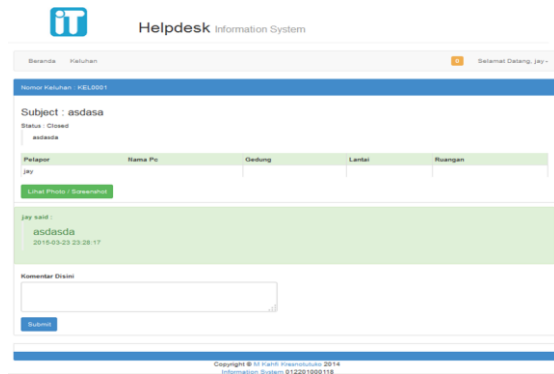 iT
Helpdesk Information System
Beranda Keluhan 0 Selamat Datang, jay
Nomor Keluhan : KEL0001
Subject : asdasa
Status : Closed
asdasda
Pelapor Nama Pc Gedung Lantai Ruangan
jay
Lihat Photo / Screenshot
jay said :
asdasda
2015-03-23 23:28:17
Komentar Disini
Submit
Copyright © M Kahfi Kresnotutuko 2014
Information System 012201000118